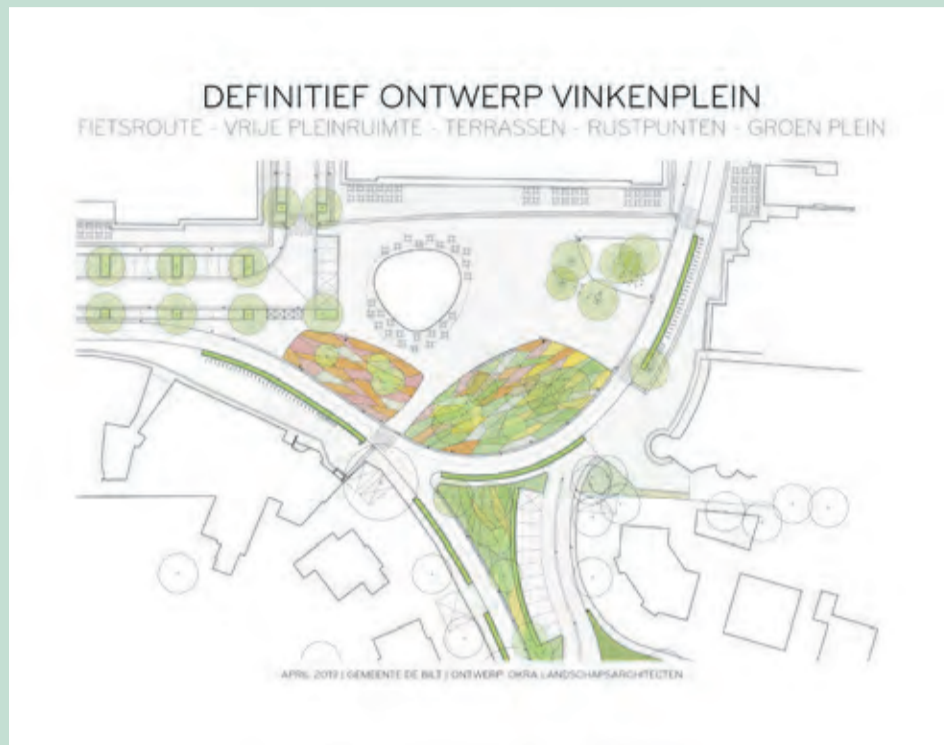 DEFINITIEF ONTWERP VINKENPLEIN
FIETSROUTE - VRIJE PLEINRUIMTE - TERRASSEN - RUSTPUNTEN - GROEN PLEIN
APRIL 2019 | GEMEENTE DE BILT | ONTWERP: OKRA LANDSCHAPSARCHITECTEN